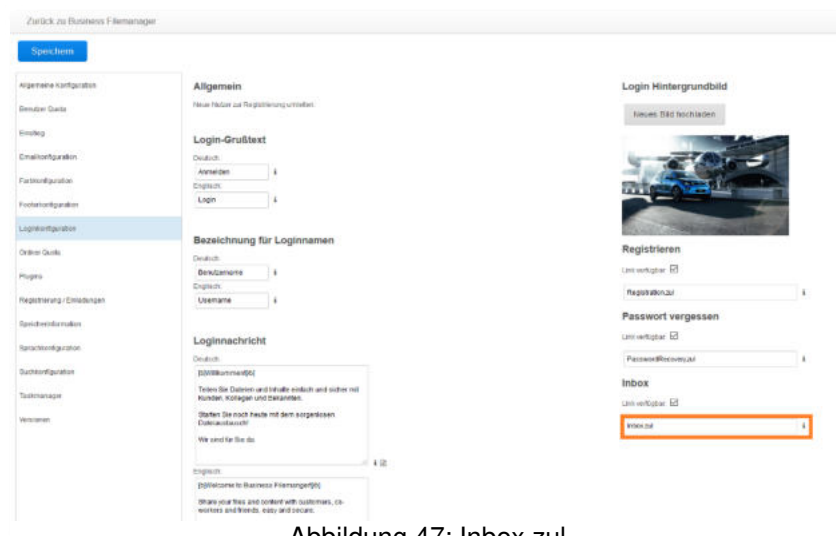 Zurück zu Business Filemanager
Speichern
Allgemeine Konfiguration
Benutzer Quota
Einstieg
Emailkonfiguration
Farbkonfiguration
Footerkonfiguration
Loginkonfiguration
Ordner Quota
Plugins
Registrierung / Einladungen
Speicherinformation
Sprachkonfiguration
Suchkonfiguration
Taskmanager
Versionen
Allgemein
Neue Nutzer zur Registrierung umleiten
Login-Grußtext
Deutsch:
Anmelden
Englisch:
Login
Bezeichnung für Loginnamen
Deutsch:
Benutzername
Englisch:
Username
Loginnachricht
Deutsch:
[b]Willkommen![/b]
Teilen Sie Dateien und Inhalte einfach und sicher mit
Kunden, Kollegen und Bekannten.
Starten Sie noch heute mit dem sorgenlosen
Datenaustausch!
Wir sind für Sie da.
Englisch:
[b]Welcome to Business Filemanger![/b]
Share your files and content with customers, co-
workers and friends, easy and secure.
Login Hintergrundbild
Neues Bild hochladen
Registrieren
Link verfügbar:
Registration.zul
Passwort vergessen
Link verfügbar:
PasswordRecovery.zul
Inbox
Link verfügbar:
Inbox.zul
Abbildung 47: Inbox.zul